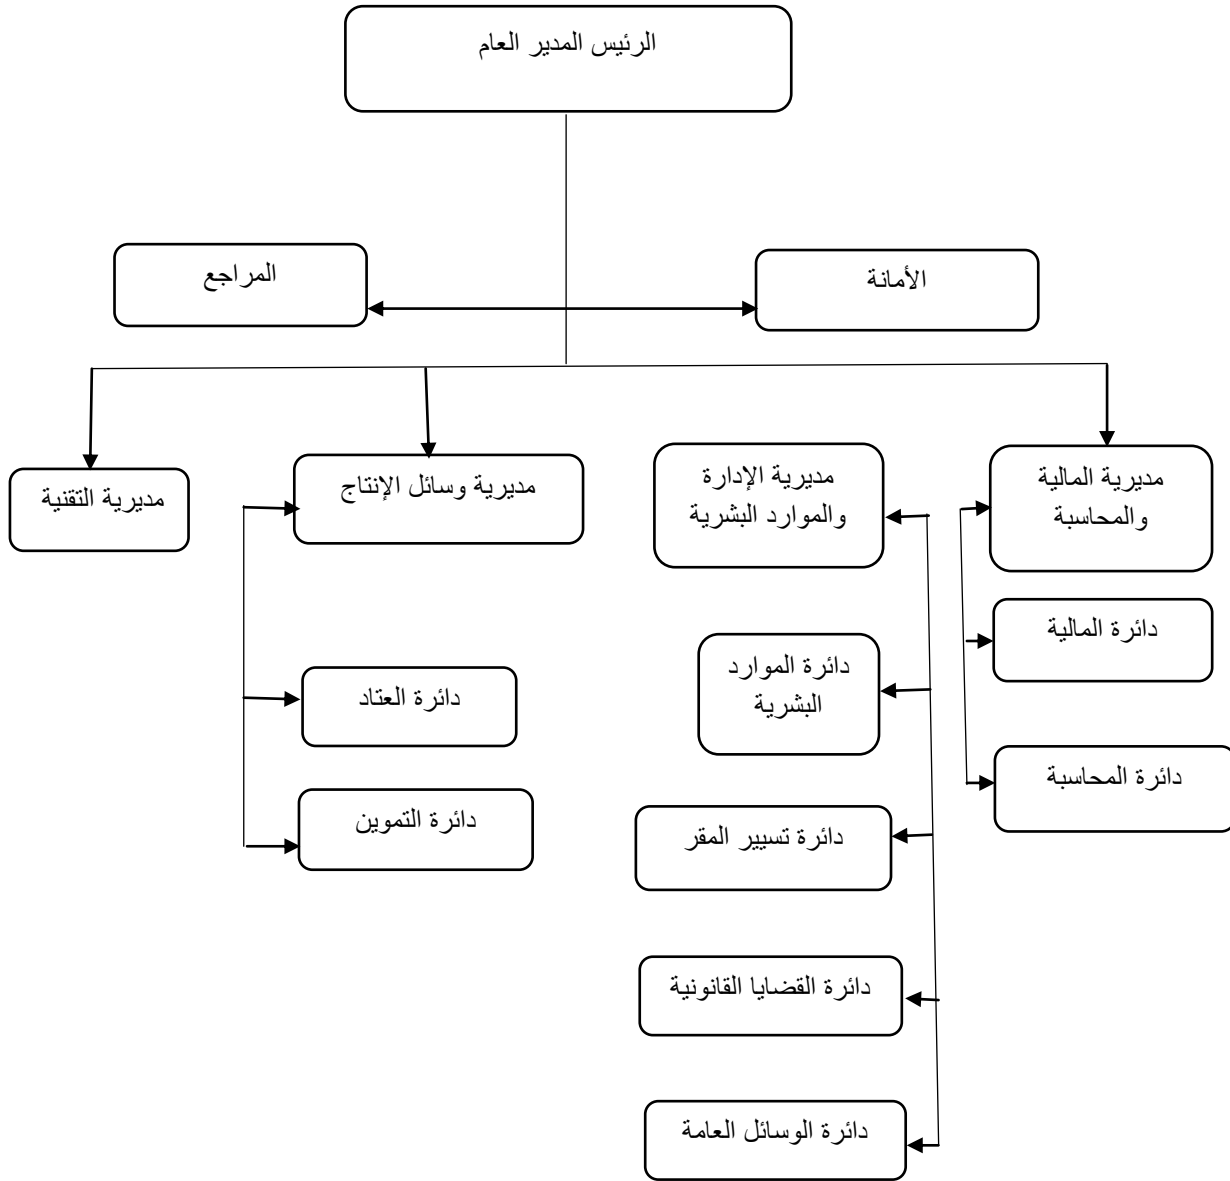 الرئيس المدير العام
الأمانة
المراجع
مديرية المالية
والمحاسبة
مديرية الإدارة
والموارد البشرية
مديرية وسائل الإنتاج
مديرية التقنية
دائرة المالية
دائرة المحاسبة
دائرة الموارد
البشرية
دائرة تسيير المقر
دائرة القضايا القانونية
دائرة الوسائل العامة
دائرة العتاد
دائرة التموين